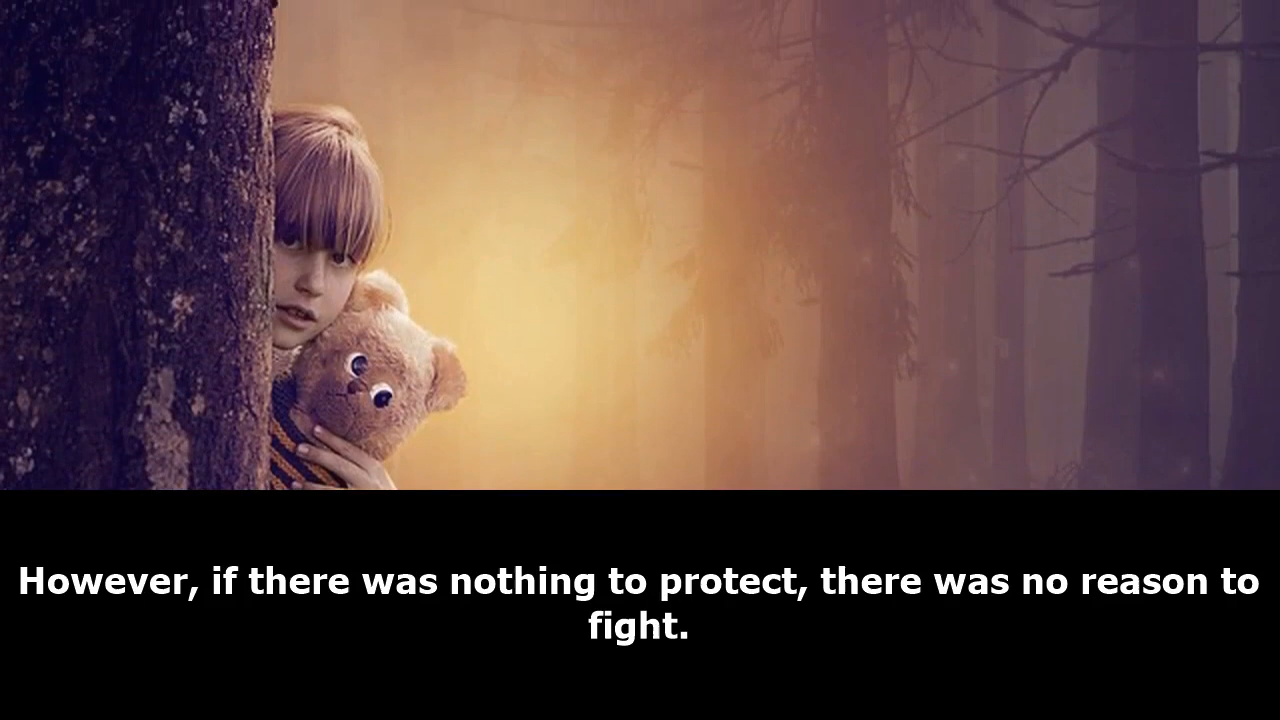 However, if there was nothing to protect, there was no reason to
fight.